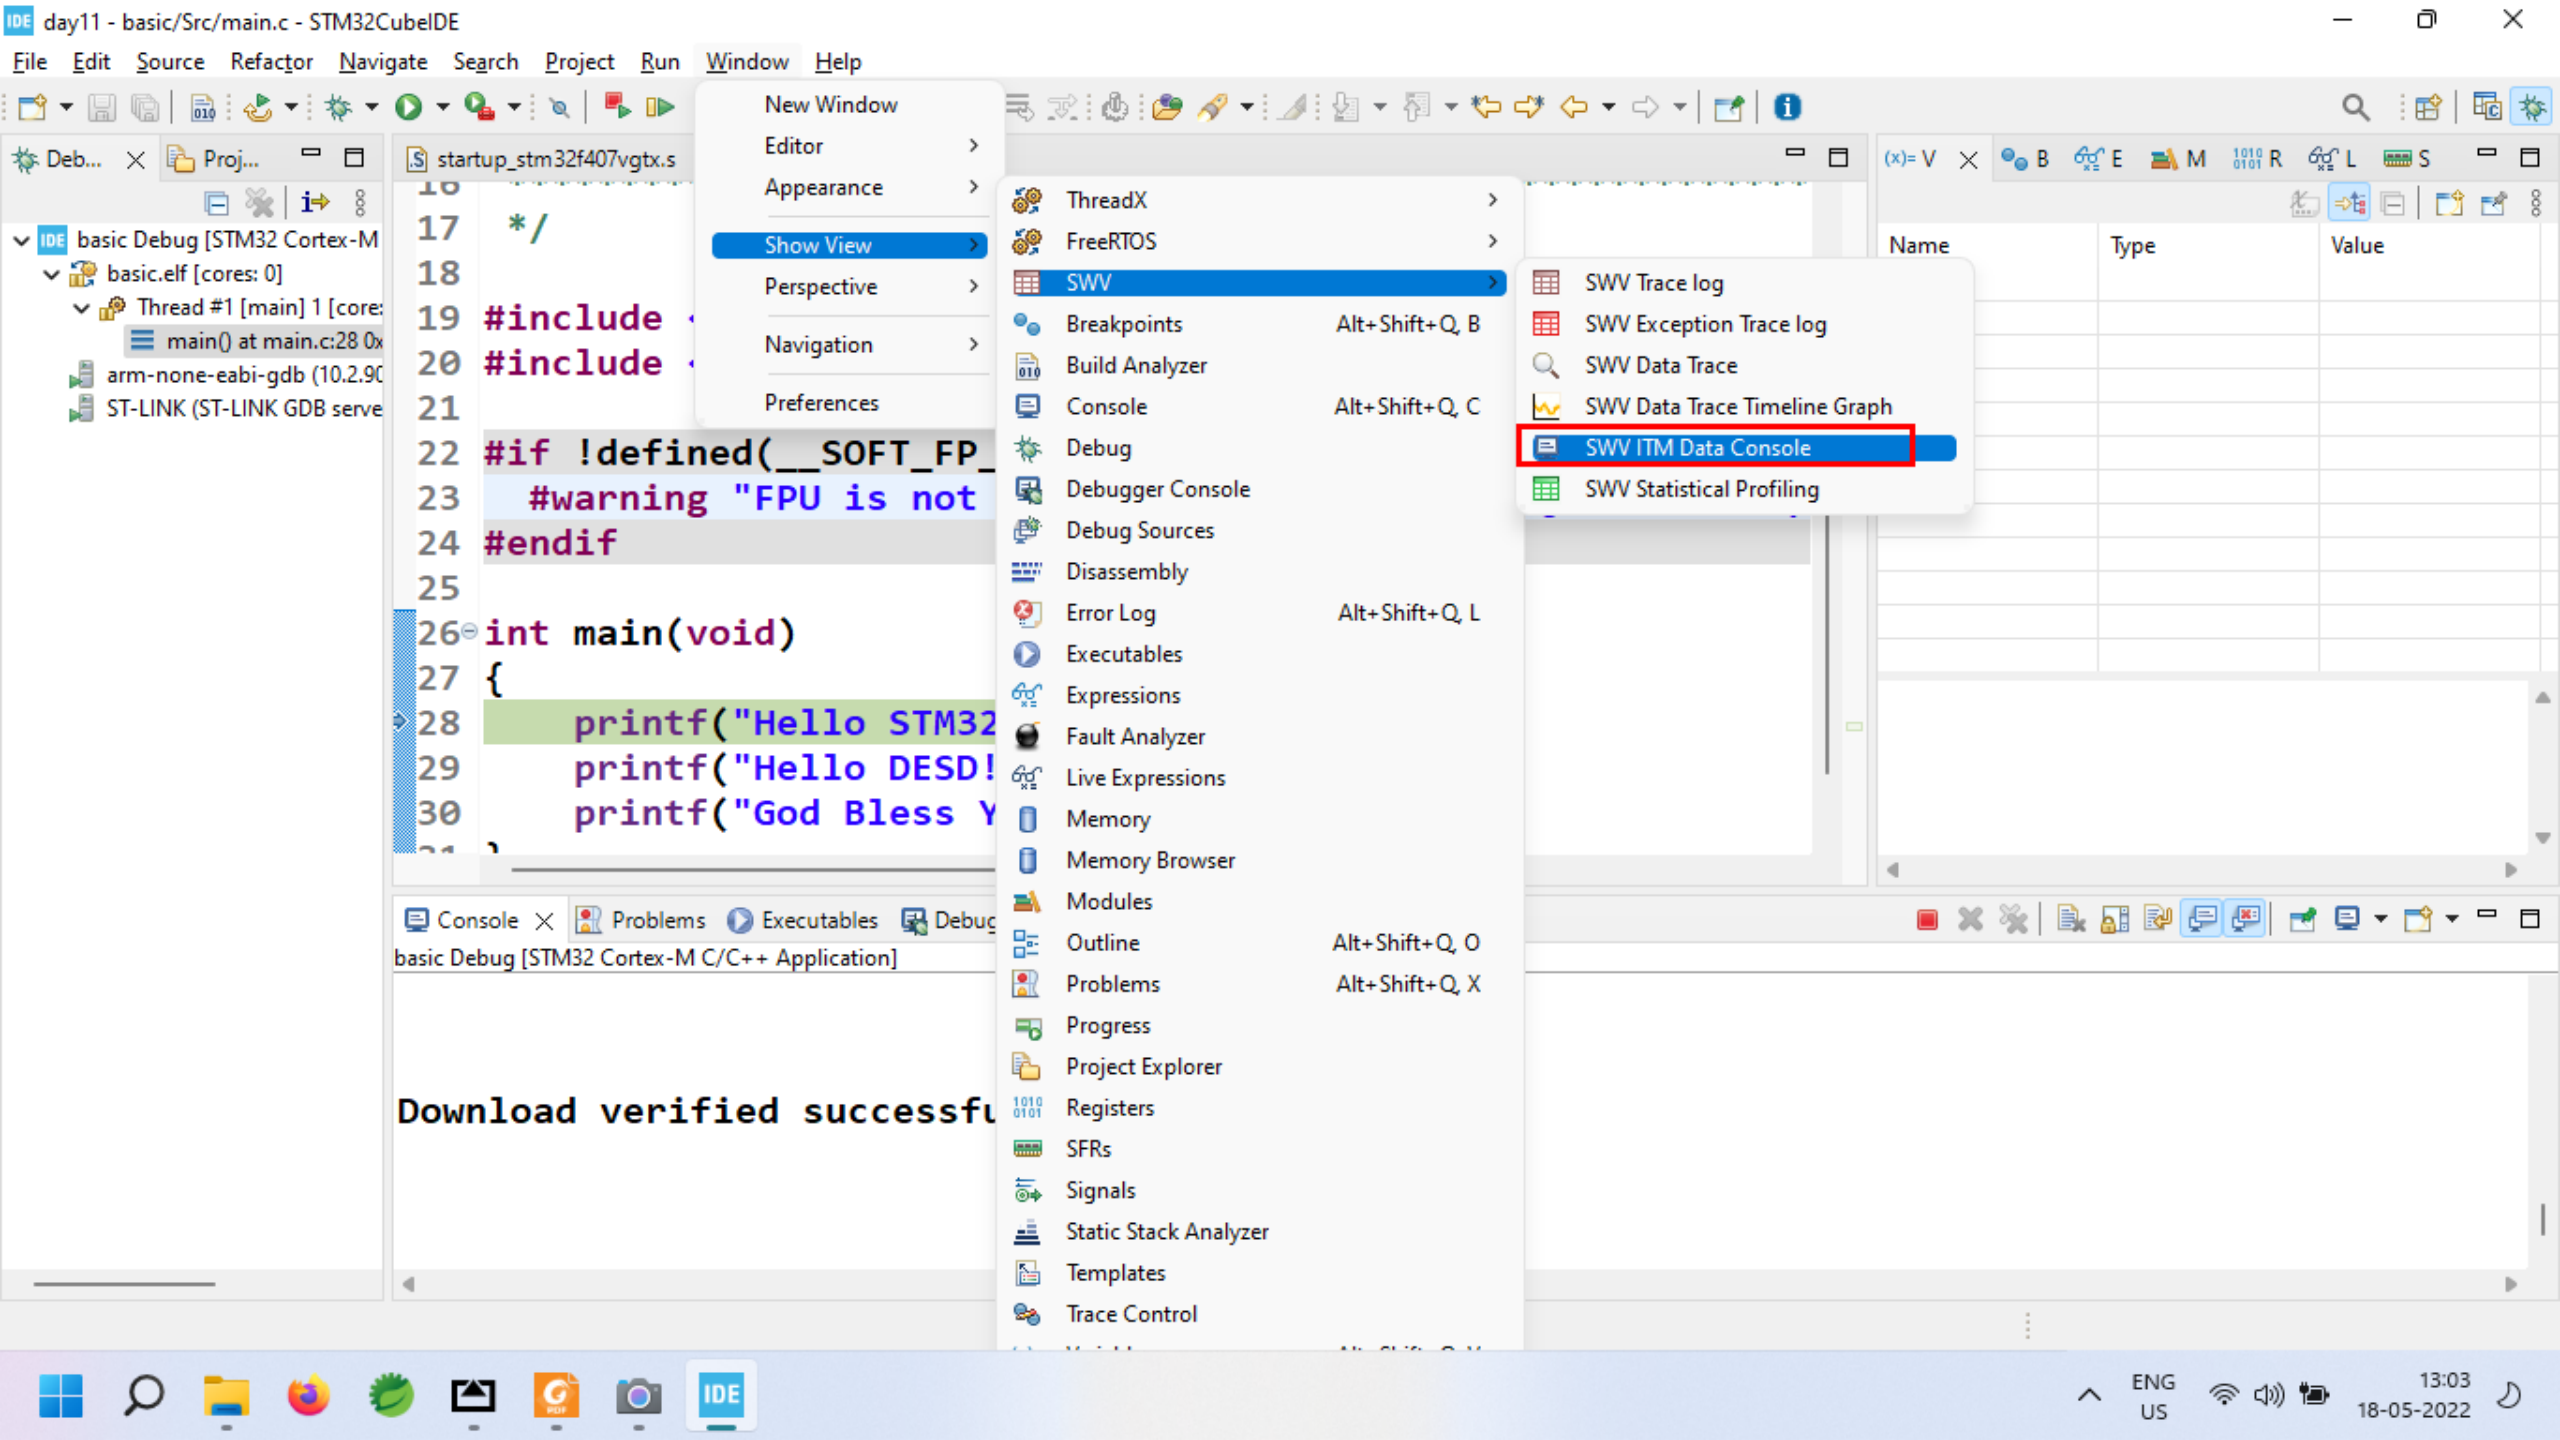 IDE day11 - basic/Src/main.c - STM32CubeIDE
File Edit Source Refactor Navigate Search Project Run Window Help
Deb... Proj...
basic Debug [STM32 Cortex-M
basic.elf [cores: 0]
Thread #1 [main] 1 [core:
main() at main.c:28 0x
arm-none-eabi-gdb (10.2.90
ST-LINK (ST-LINK GDB serve
startup_stm32f407vgtx.s
16
17 */
18
19 #include <
20 #include <
21
22 #if !defined(__SOFT_FP_
23 #warning "FPU is not
24 #endif
25
26 int main(void)
27 {
28 printf("Hello STM32
29 printf("Hello DESD!
30 printf("God Bless Y
31 }
New Window
Editor
Appearance
Show View
Perspective
Navigation
Preferences
ThreadX
FreeRTOS
SWV
Breakpoints Alt+Shift+Q, B
Build Analyzer
Console Alt+Shift+Q, C
Debug
Debugger Console
Debug Sources
Disassembly
Error Log Alt+Shift+Q, L
Executables
Expressions
Fault Analyzer
Live Expressions
Memory
Memory Browser
Modules
Outline Alt+Shift+Q, O
Problems Alt+Shift+Q, X
Progress
Project Explorer
Registers
SFRs
Signals
Static Stack Analyzer
Templates
Trace Control
SWV Trace log
SWV Exception Trace log
SWV Data Trace
SWV Data Trace Timeline Graph
SWV ITM Data Console
SWV Statistical Profiling
(x)= V B E M R L S
Name Type Value
Console Problems Executables Debug
basic Debug [STM32 Cortex-M C/C++ Application]
Download verified successfu
IDE
ENG
US
13:03
18-05-2022